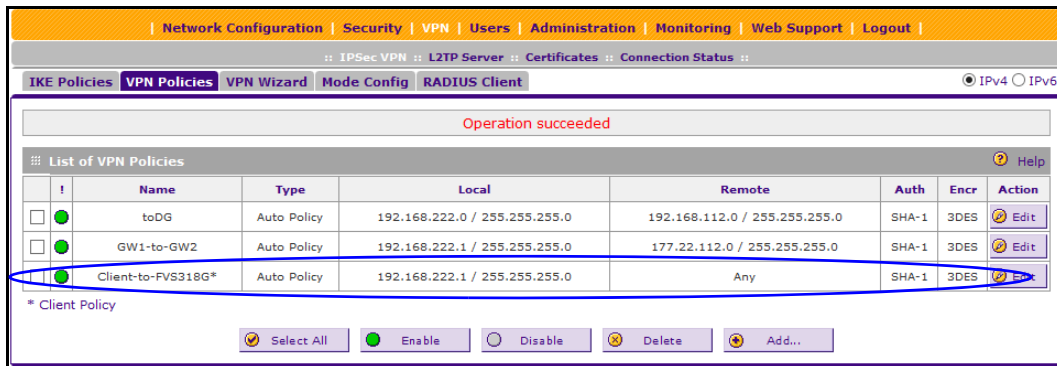 | Network Configuration | Security | VPN | Users | Administration | Monitoring | Web Support | Logout |
:: IPSec VPN :: L2TP Server :: Certificates :: Connection Status ::
IKE Policies VPN Policies VPN Wizard Mode Config RADIUS Client IPv4 IPv6
Operation succeeded
List of VPN Policies Help
! Name Type Local Remote Auth Encr Action
toDG Auto Policy 192.168.222.0 / 255.255.255.0 192.168.112.0 / 255.255.255.0 SHA-1 3DES Edit
GW1-to-GW2 Auto Policy 192.168.222.1 / 255.255.255.0 177.22.112.0 / 255.255.255.0 SHA-1 3DES Edit
Client-to-FVS318G* Auto Policy 192.168.222.1 / 255.255.255.0 Any SHA-1 3DES Edit
* Client Policy
Select All Enable Disable Delete Add...